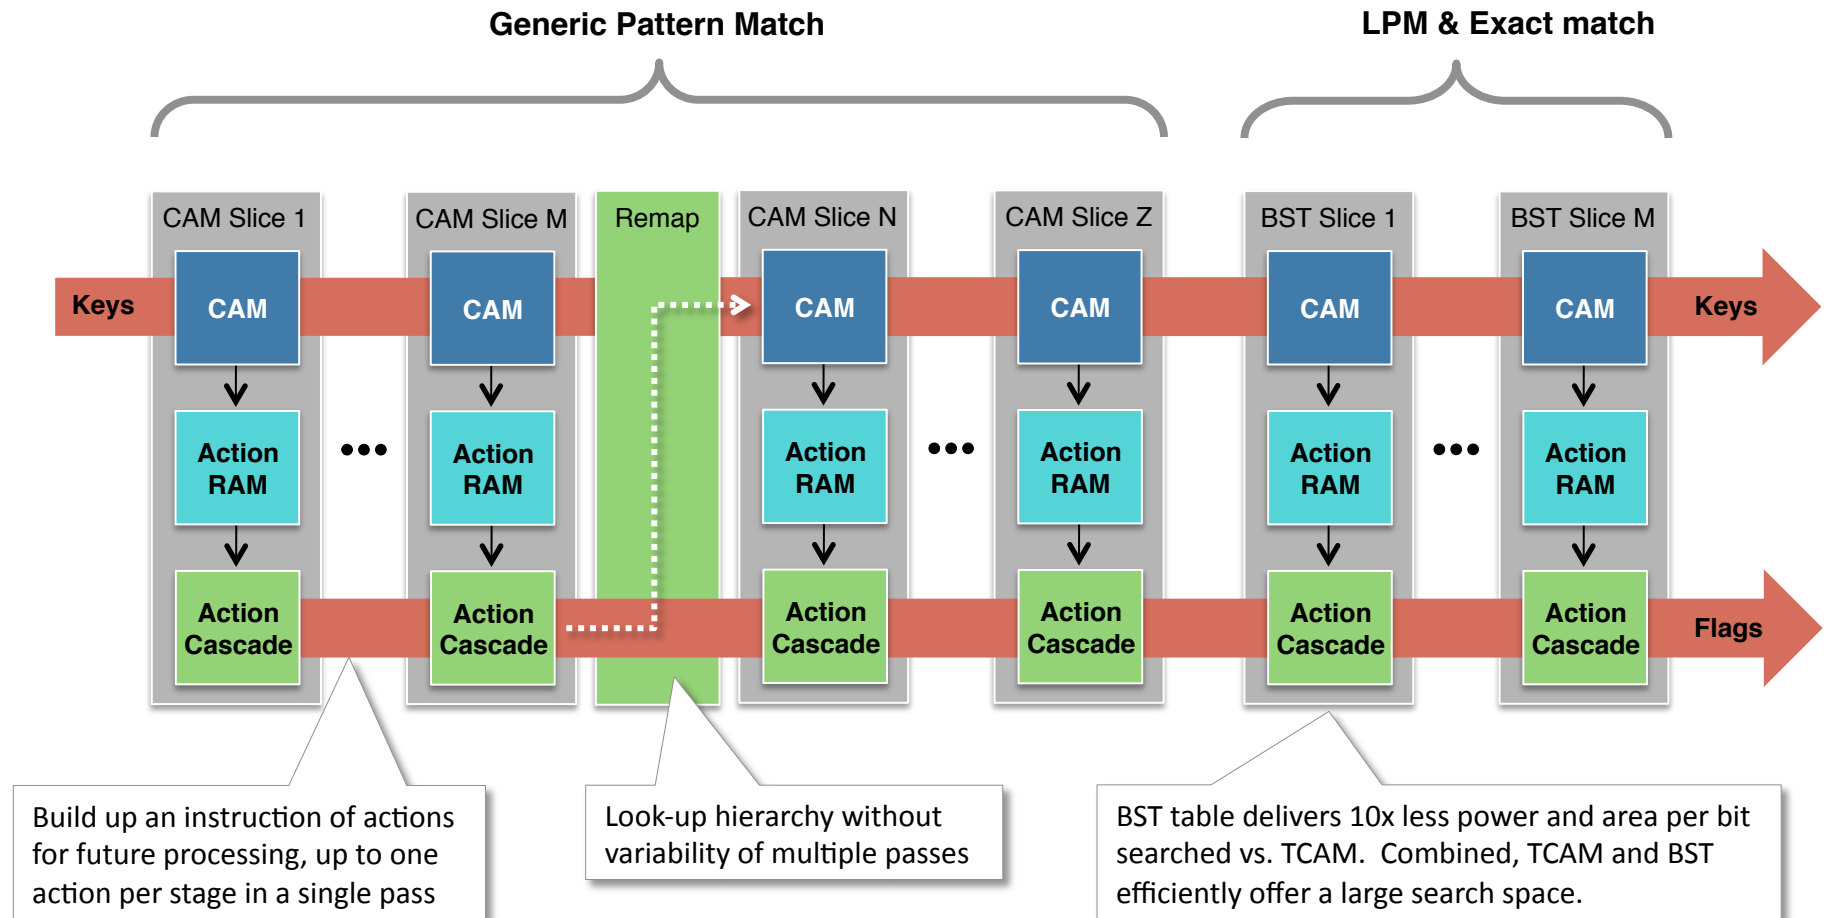 Generic Pattern Match
LPM & Exact match
CAM Slice 1
CAM Slice M
Remap
CAM Slice N
CAM Slice Z
BST Slice 1
BST Slice M
Keys
CAM
CAM
CAM
CAM
CAM
CAM
Keys
Action
RAM
•••
Action
RAM
Action
RAM
•••
Action
RAM
Action
RAM
•••
Action
RAM
Action
Cascade
Action
Cascade
Action
Cascade
Action
Cascade
Action
Cascade
Action
Cascade
Flags
Build up an instruction of actions
for future processing, up to one
action per stage in a single pass
Look-up hierarchy without
variability of multiple passes
BST table delivers 10x less power and area per bit
searched vs. TCAM.  Combined, TCAM and BST
efficiently offer a large search space.